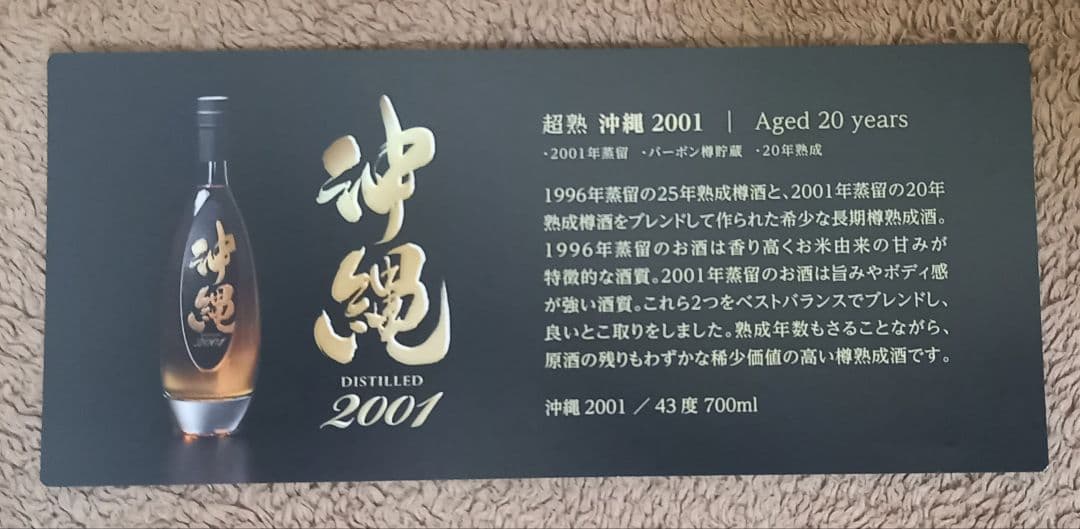 沖
縄
2001
沖
縄
DISTILLED
2001
超熟 沖縄 2001 | Aged 20 years
・2001年蒸留 ・バーボン樽貯蔵 ・20年熟成
1996年蒸留の25年熟成樽酒と、2001年蒸留の20年
熟成樽酒をブレンドして作られた希少な長期樽熟成酒。
1996年蒸留のお酒は香り高くお米由来の甘みが
特徴的な酒質。2001年蒸留のお酒は旨みやボディ感
が強い酒質。これら2つをベストバランスでブレンドし、
良いとこ取りをしました。熟成年数もさることながら、
原酒の残りもわずかな稀少価値の高い樽熟成酒です。
沖縄 2001 / 43度 700ml